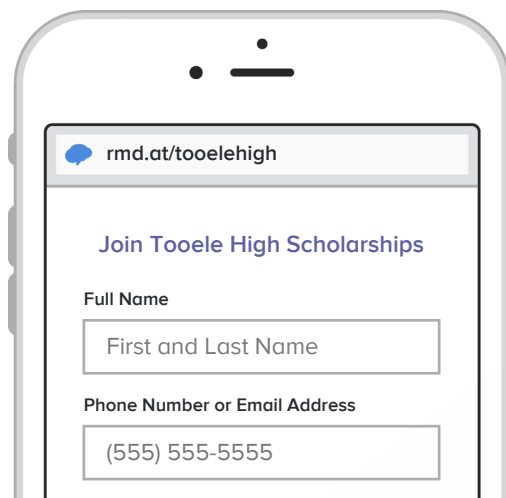 rmd.at/tooelehigh
Join Tooele High Scholarships
Full Name
First and Last Name
Phone Number or Email Address
(555) 555-5555